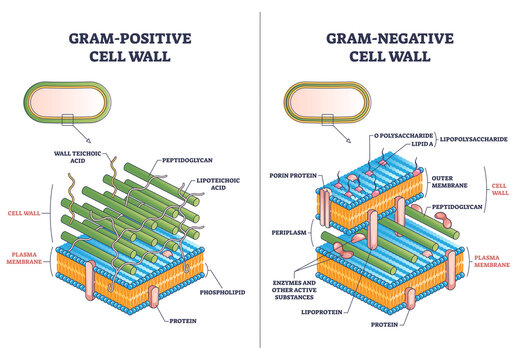 GRAM-POSITIVE
CELL WALL
WALL TEICHOIC
ACID
PEPTIDOGLYCAN
LIPOTEICHOIC
ACID
CELL WALL
PLASMA
MEMBRANE
PHOSPHOLIPID
PROTEIN
GRAM-NEGATIVE
CELL WALL
O POLYSACCHARIDE
LIPID A
LIPOPOLYSACCHARIDE
PORIN PROTEIN
OUTER
MEMBRANE
CELL
WALL
PEPTIDOGLYCAN
PERIPLASM
PLASMA
MEMBRANE
ENZYMES AND
OTHER ACTIVE
SUBSTANCES
LIPOPROTEIN
PROTEIN